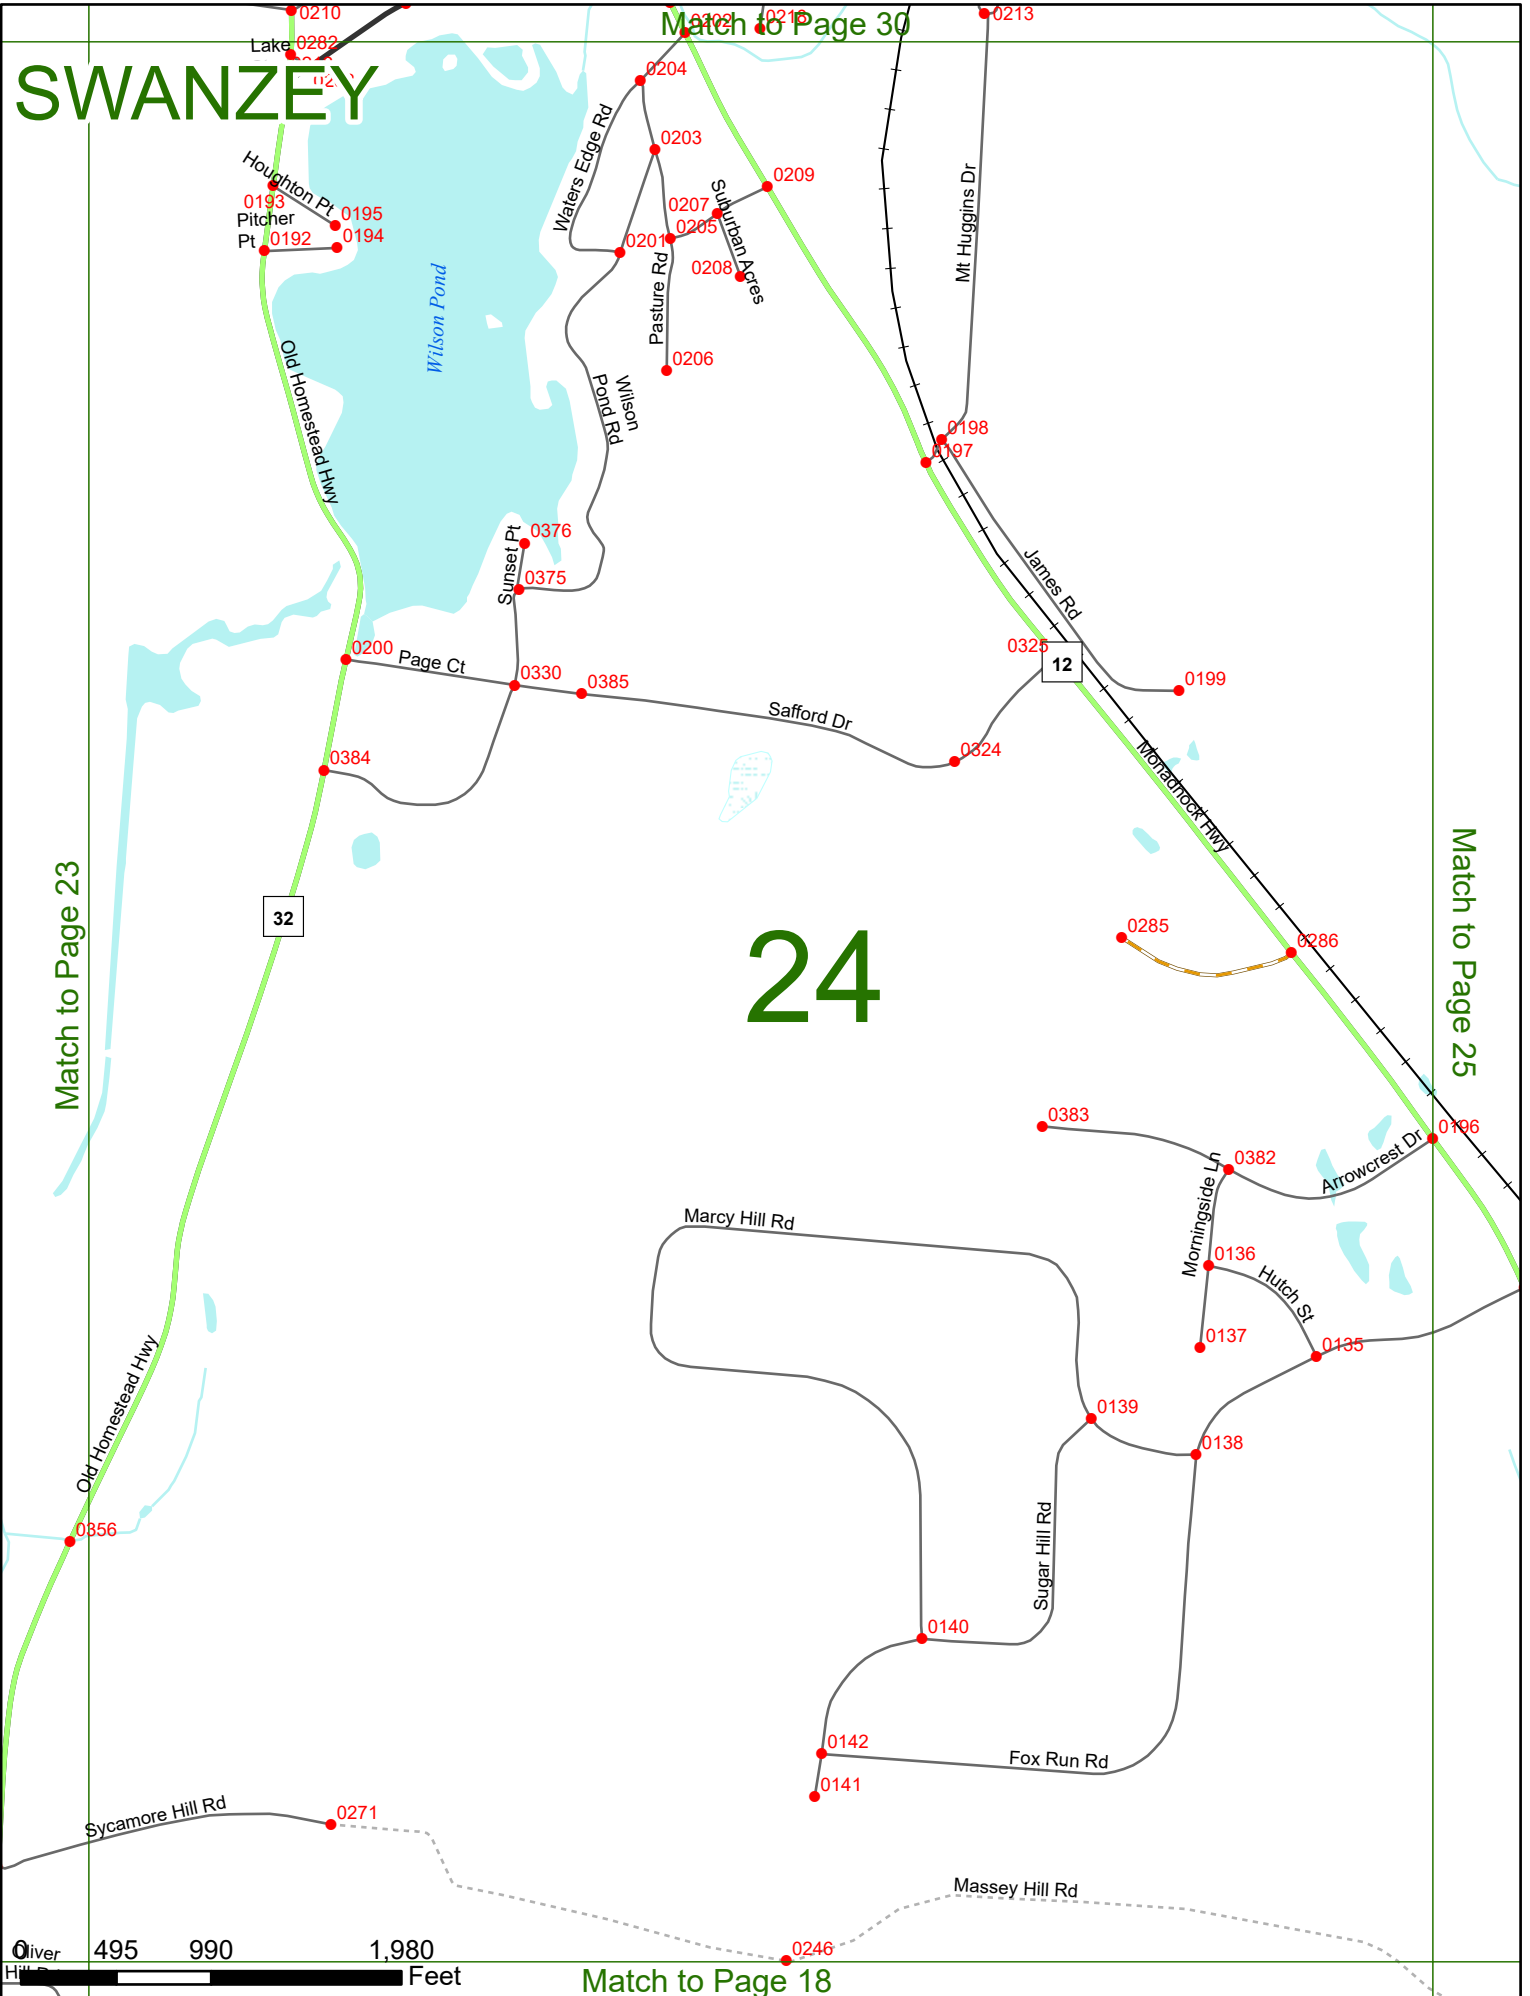 0210
0202
0218
0213
Match to Page 30
Lake
0282
SWANZEY
0204
Waters Edge Rd
0203
Houghton Pt
0193
0195
Pitcher
Pt
0192
0194
0209
0207
Suburban Acres
0205
0201
0208
Pasture Rd
Mt Huggins Dr
Wilson Pond
0206
Old Homestead Hwy
Wilson
Pond Rd
0198
0197
0376
Sunset Pt
0375
James Rd
0200
Page Ct
0325
12
0330
0385
0199
Safford Dr
0384
0324
Monadnock Hwy
Match to Page 23
32
24
0285
0286
Match to Page 25
0383
0196
0382
Arrowcrest Dr
Morningside Ln
Marcy Hill Rd
0136
Hutch St
0137
0135
Old Homestead Hwy
0139
0138
0356
Sugar Hill Rd
0140
0142
Fox Run Rd
0141
Sycamore Hill Rd
0271
Massey Hill Rd
0246
Oliver
0 495 990 1,980
Feet
Match to Page 18